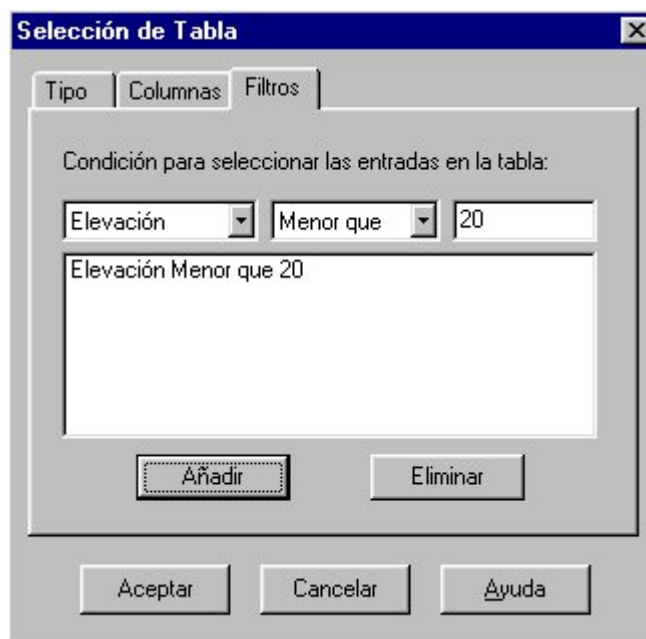 Selección de Tabla
Tipo Columnas Filtros
Condición para seleccionar las entradas en la tabla:
Elevación Menor que 20
Elevación Menor que 20
Añadir Eliminar
Aceptar Cancelar Ayuda